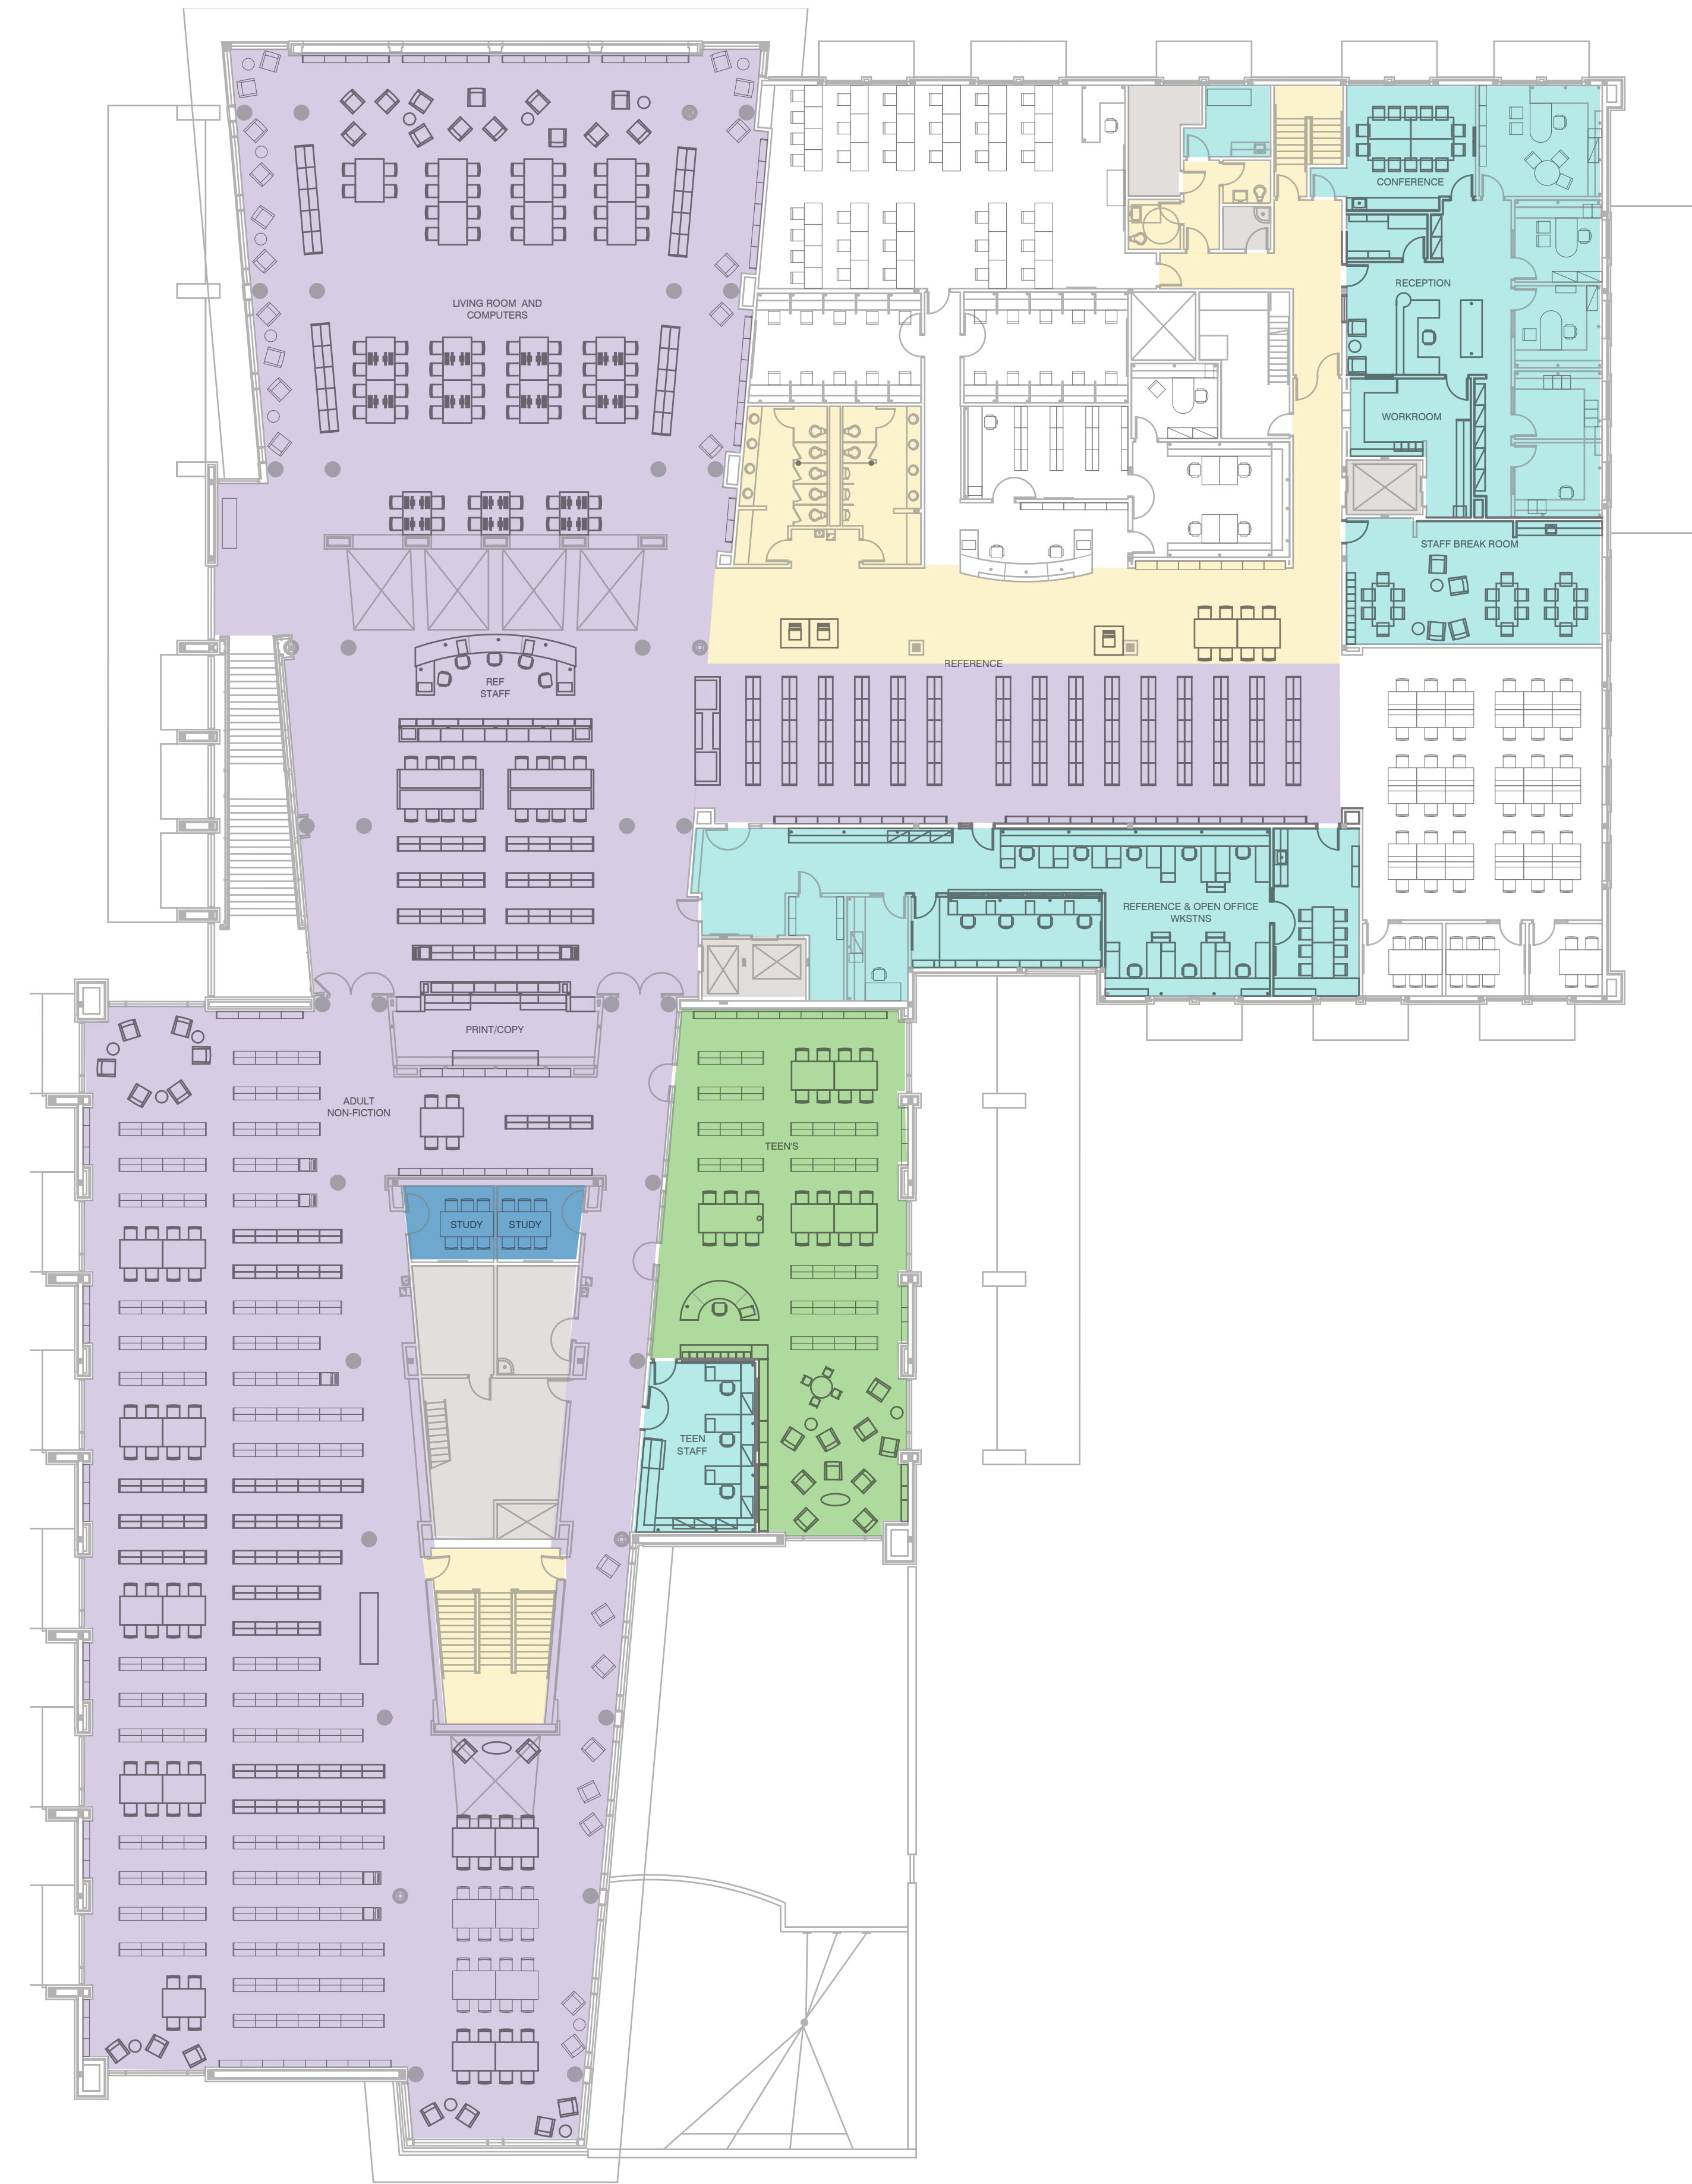 CONFERENCE
RECEPTION
LIVING ROOM AND
COMPUTERS
WORKROOM
STAFF BREAK ROOM
REFERENCE
REF
STAFF
REFERENCE & OPEN OFFICE
WKSTNS
PRINT/COPY
ADULT
NON-FICTION
TEEN'S
STUDY
STUDY
TEEN
STAFF